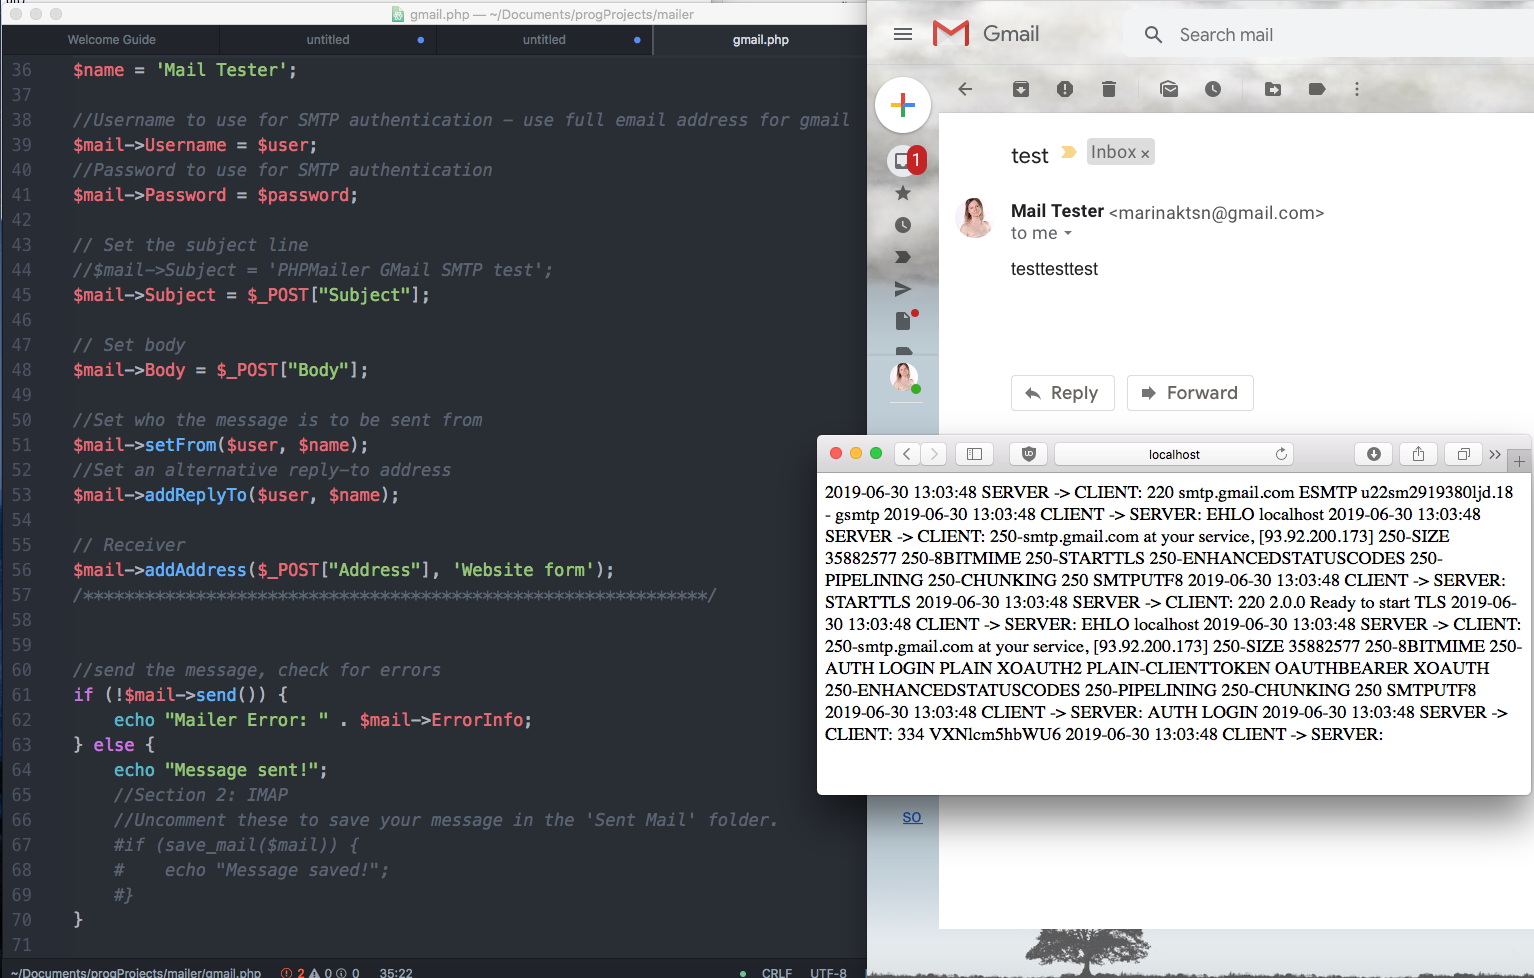 gmail.php — ~/Documents/progProjects/mailer
Welcome Guide
untitled
untitled
gmail.php
36 $name = 'Mail Tester';
37
38 //Username to use for SMTP authentication - use full email address for gmail
39 $mail->Username = $user;
40 //Password to use for SMTP authentication
41 $mail->Password = $password;
42
43 // Set the subject line
44 //$mail->Subject = 'PHPMailer GMail SMTP test';
45 $mail->Subject = $_POST["Subject"];
46
47 // Set body
48 $mail->Body = $_POST["Body"];
49
50 //Set who the message is to be sent from
51 $mail->setFrom($user, $name);
52 //Set an alternative reply-to address
53 $mail->addReplyTo($user, $name);
54
55 // Receiver
56 $mail->addAddress($_POST["Address"], 'Website form');
57 /*************************************************************/
58
59
60 //send the message, check for errors
61 if (!$mail->send()) {
62 echo "Mailer Error: " . $mail->ErrorInfo;
63 } else {
64 echo "Message sent!";
65 //Section 2: IMAP
66 //Uncomment these to save your message in the 'Sent Mail' folder.
67 #if (save_mail($mail)) {
68 # echo "Message saved!";
69 #}
70 }
71
~/Documents/progProjects/mailer/gmail.php 2 0 0 35:22 CRLF UTF-8
Gmail
Search mail
1
test
Inbox x
Mail Tester <marinaktsn@gmail.com>
to me
testtesttest
Reply
Forward
localhost
2019-06-30 13:03:48 SERVER -> CLIENT: 220 smtp.gmail.com ESMTP u22sm2919380ljd.18
- gsmtp 2019-06-30 13:03:48 CLIENT -> SERVER: EHLO localhost 2019-06-30 13:03:48
SERVER -> CLIENT: 250-smtp.gmail.com at your service, [93.92.200.173] 250-SIZE
35882577 250-8BITMIME 250-STARTTLS 250-ENHANCEDSTATUSCODES 250-
PIPELINING 250-CHUNKING 250 SMTPUTF8 2019-06-30 13:03:48 CLIENT -> SERVER:
STARTTLS 2019-06-30 13:03:48 SERVER -> CLIENT: 220 2.0.0 Ready to start TLS 2019-06-
30 13:03:48 CLIENT -> SERVER: EHLO localhost 2019-06-30 13:03:48 SERVER -> CLIENT:
250-smtp.gmail.com at your service, [93.92.200.173] 250-SIZE 35882577 250-8BITMIME 250-
AUTH LOGIN PLAIN XOAUTH2 PLAIN-CLIENTTOKEN OAUTHBEARER XOAUTH
250-ENHANCEDSTATUSCODES 250-PIPELINING 250-CHUNKING 250 SMTPUTF8
2019-06-30 13:03:48 CLIENT -> SERVER: AUTH LOGIN 2019-06-30 13:03:48 SERVER ->
CLIENT: 334 VXNlcm5hbWU6 2019-06-30 13:03:48 CLIENT -> SERVER:
SO